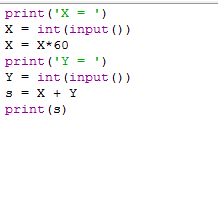 print('X = ')
X = int(input())
X = X*60
print('Y = ')
Y = int(input())
s = X + Y
print(s)